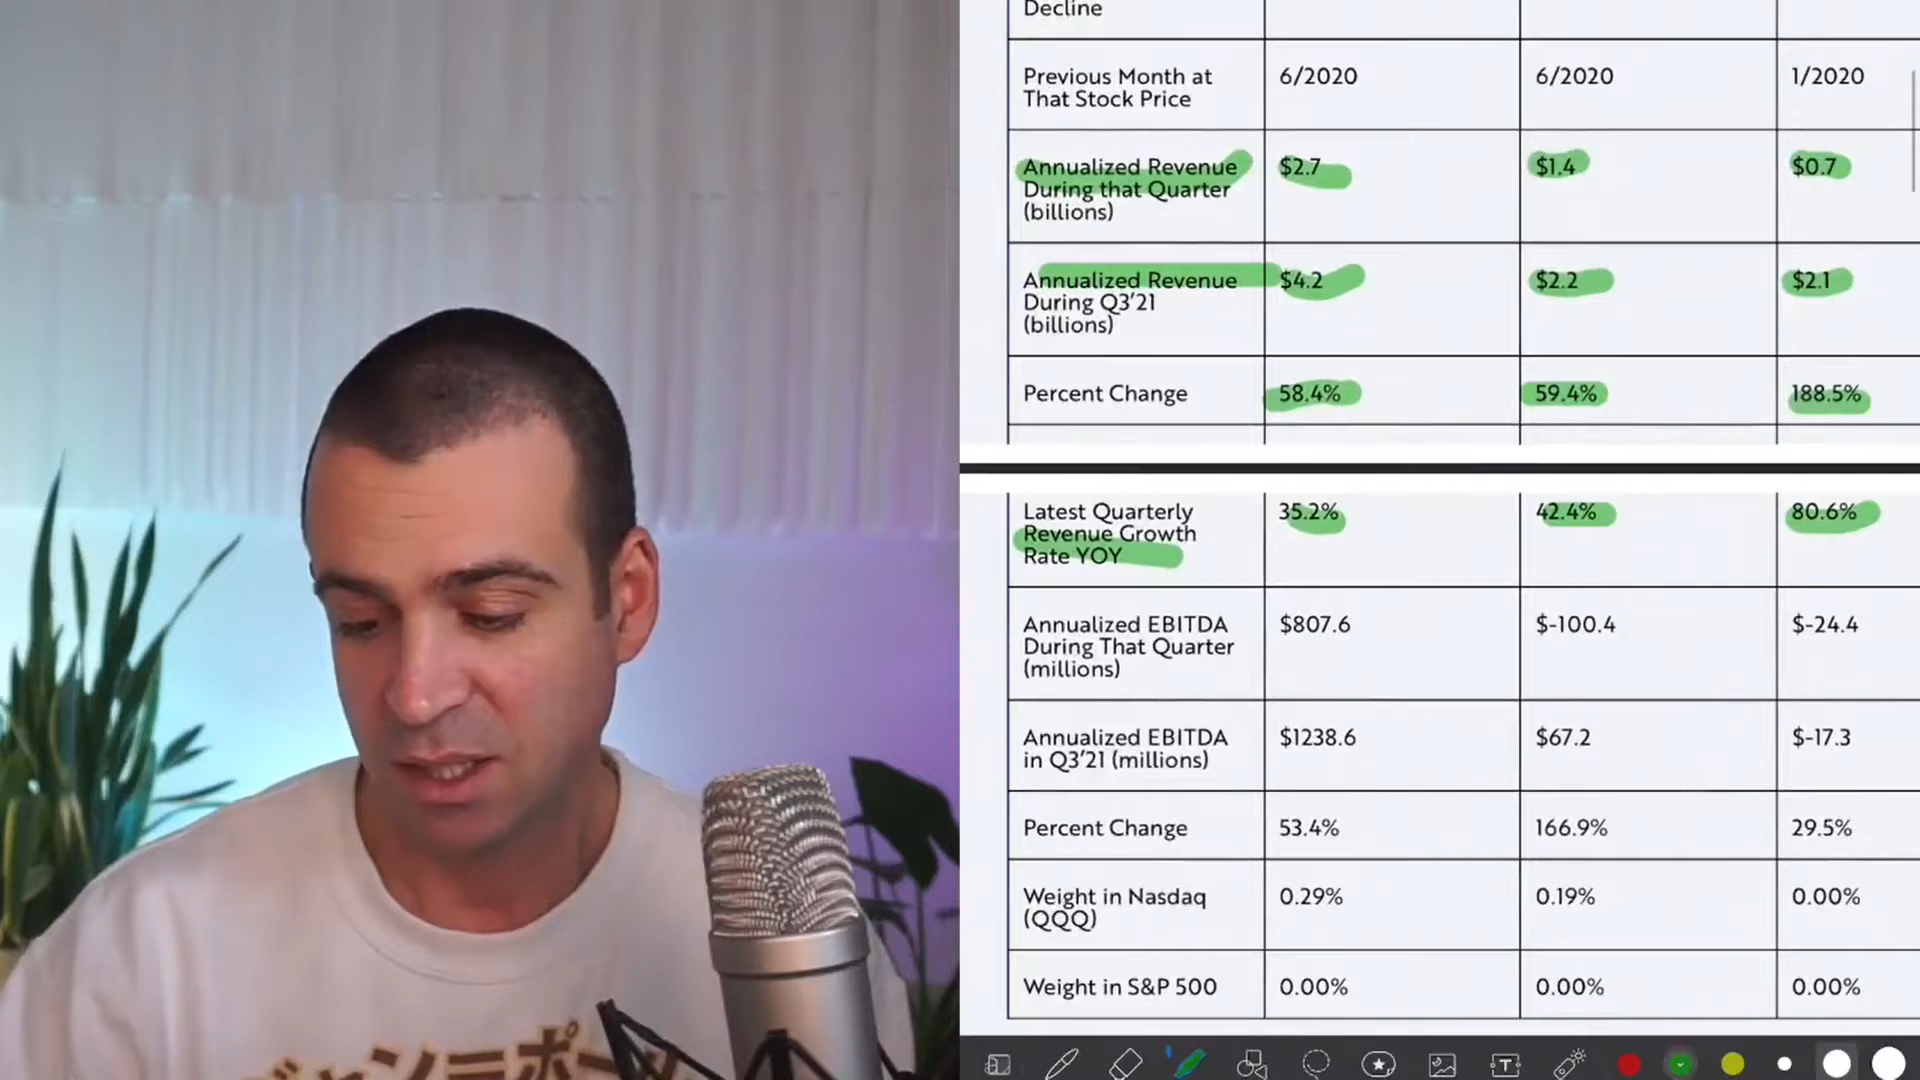 Decline
Previous Month at
That Stock Price
6/2020
6/2020
1/2020
Annualized Revenue
During that Quarter
(billions)
$2.7
$1.4
$0.7
Annualized Revenue
During Q3'21
(billions)
$4.2
$2.2
$2.1
Percent Change
58.4%
59.4%
188.5%
Latest Quarterly
Revenue Growth
Rate YOY
35.2%
42.4%
80.6%
Annualized EBITDA
During That Quarter
(millions)
$807.6
$-100.4
$-24.4
Annualized EBITDA
in Q3'21 (millions)
$1238.6
$67.2
$-17.3
Percent Change
53.4%
166.9%
29.5%
Weight in Nasdaq
(QQQ)
0.29%
0.19%
0.00%
Weight in S&P 500
0.00%
0.00%
0.00%
T